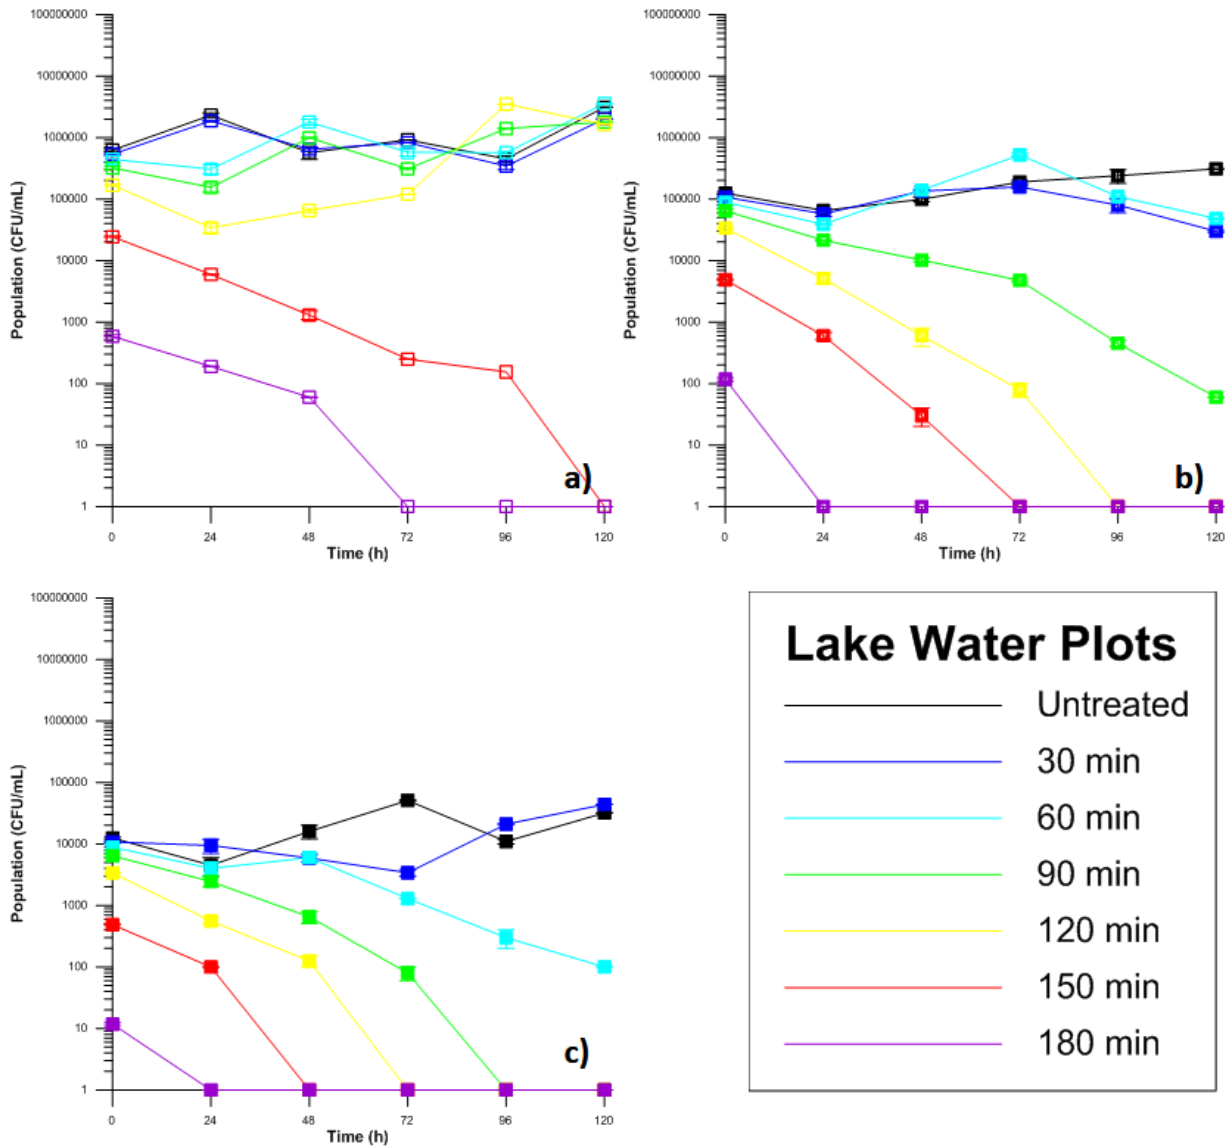 100000000
10000000
1000000
100000
10000
1000
100
10
1
Population (CFU/mL)
0 24 48 72 96 120
Time (h)
a)
100000000
10000000
1000000
100000
10000
1000
100
10
1
Population (CFU/mL)
0 24 48 72 96 120
Time (h)
b)
100000000
10000000
1000000
100000
10000
1000
100
10
1
Population (CFU/mL)
0 24 48 72 96 120
Time (h)
c)
Lake Water Plots
Untreated
30 min
60 min
90 min
120 min
150 min
180 min